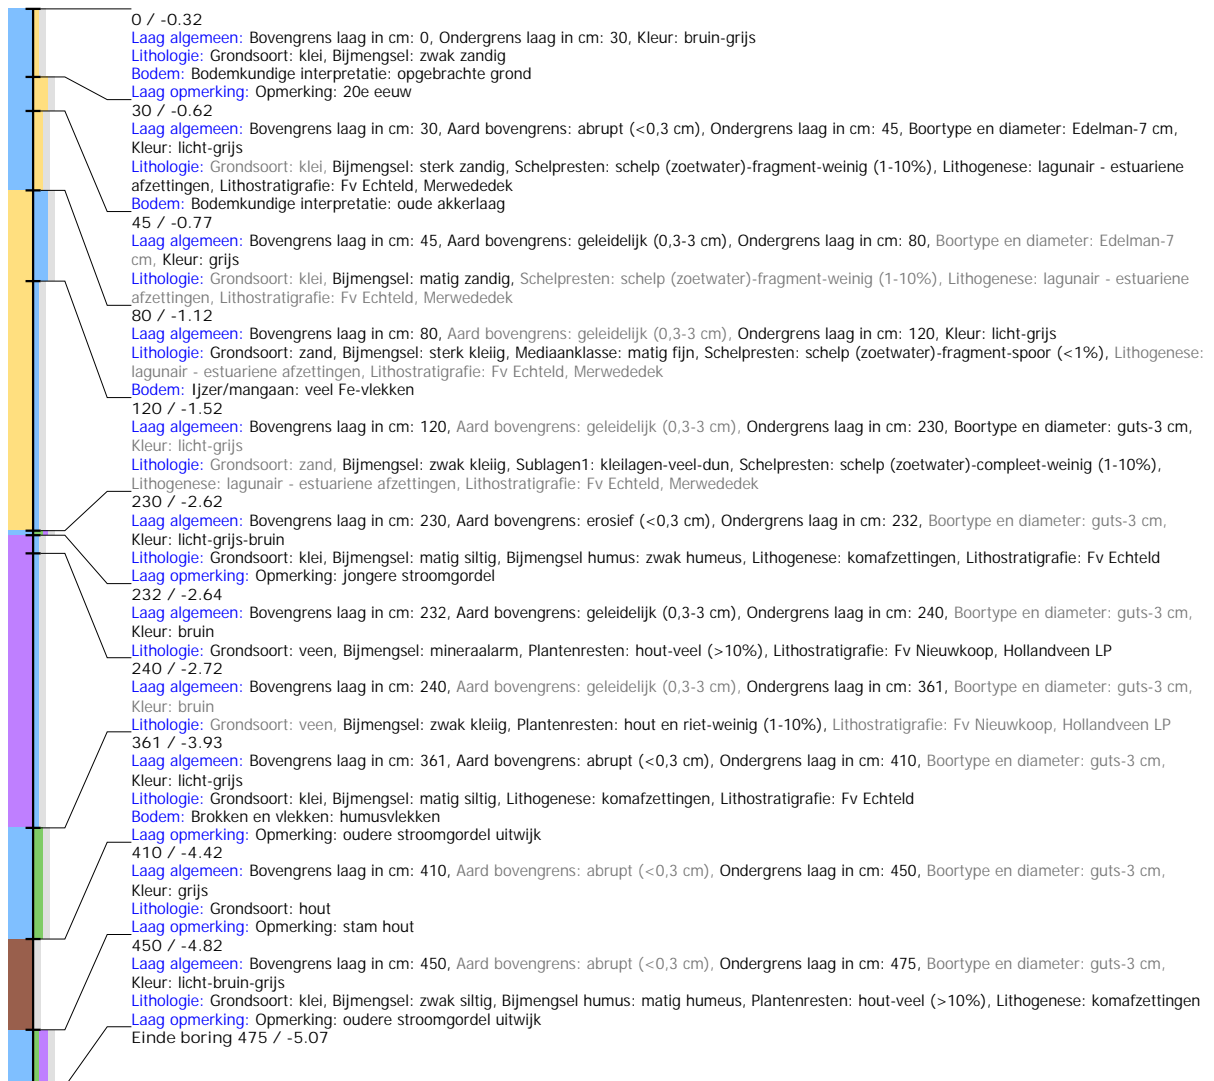 0 / -0.32
Laag algemeen: Bovengrens laag in cm: 0, Ondergrens laag in cm: 30, Kleur: bruin-grijs
Lithologie: Grondsoort: klei, Bijmengsel: zwak zandig
Bodem: Bodemkundige interpretatie: opgebrachte grond
Laag opmerking: Opmerking: 20e eeuw
30 / -0.62
Laag algemeen: Bovengrens laag in cm: 30, Aard bovengrens: abrupt (<0,3 cm), Ondergrens laag in cm: 45, Boortype en diameter: Edelman-7 cm,
Kleur: licht-grijs
Lithologie: Grondsoort: klei, Bijmengsel: sterk zandig, Schelpresten: schelp (zoetwater)-fragment-weinig (1-10%), Lithogenese: lagunair - estuariene
afzettingen, Lithostratigrafie: Fv Echteld, Merwededek
Bodem: Bodemkundige interpretatie: oude akkerlaag
45 / -0.77
Laag algemeen: Bovengrens laag in cm: 45, Aard bovengrens: geleidelijk (0,3-3 cm), Ondergrens laag in cm: 80, Boortype en diameter: Edelman-7
cm, Kleur: grijs
Lithologie: Grondsoort: klei, Bijmengsel: matig zandig, Schelpresten: schelp (zoetwater)-fragment-weinig (1-10%), Lithogenese: lagunair - estuariene
afzettingen, Lithostratigrafie: Fv Echteld, Merwededek
80 / -1.12
Laag algemeen: Bovengrens laag in cm: 80, Aard bovengrens: geleidelijk (0,3-3 cm), Ondergrens laag in cm: 120, Kleur: licht-grijs
Lithologie: Grondsoort: zand, Bijmengsel: sterk kleiig, Mediaanklasse: matig fijn, Schelpresten: schelp (zoetwater)-fragment-spoor (<1%), Lithogenese:
lagunair - estuariene afzettingen, Lithostratigrafie: Fv Echteld, Merwededek
Bodem: Ijzer/mangaan: veel Fe-vlekken
120 / -1.52
Laag algemeen: Bovengrens laag in cm: 120, Aard bovengrens: geleidelijk (0,3-3 cm), Ondergrens laag in cm: 230, Boortype en diameter: guts-3 cm,
Kleur: licht-grijs
Lithologie: Grondsoort: zand, Bijmengsel: zwak kleiig, Sublagen1: kleilagen-veel-dun, Schelpresten: schelp (zoetwater)-compleet-weinig (1-10%),
Lithogenese: lagunair - estuariene afzettingen, Lithostratigrafie: Fv Echteld, Merwededek
230 / -2.62
Laag algemeen: Bovengrens laag in cm: 230, Aard bovengrens: erosief (<0,3 cm), Ondergrens laag in cm: 232, Boortype en diameter: guts-3 cm,
Kleur: licht-grijs-bruin
Lithologie: Grondsoort: klei, Bijmengsel: matig siltig, Bijmengsel humus: zwak humeus, Lithogenese: komafzettingen, Lithostratigrafie: Fv Echteld
Laag opmerking: Opmerking: jongere stroomgordel
232 / -2.64
Laag algemeen: Bovengrens laag in cm: 232, Aard bovengrens: geleidelijk (0,3-3 cm), Ondergrens laag in cm: 240, Boortype en diameter: guts-3 cm,
Kleur: bruin
Lithologie: Grondsoort: veen, Bijmengsel: mineraalarm, Plantenresten: hout-veel (>10%), Lithostratigrafie: Fv Nieuwkoop, Hollandveen LP
240 / -2.72
Laag algemeen: Bovengrens laag in cm: 240, Aard bovengrens: geleidelijk (0,3-3 cm), Ondergrens laag in cm: 361, Boortype en diameter: guts-3 cm,
Kleur: bruin
Lithologie: Grondsoort: veen, Bijmengsel: zwak kleiig, Plantenresten: hout en riet-weinig (1-10%), Lithostratigrafie: Fv Nieuwkoop, Hollandveen LP
361 / -3.93
Laag algemeen: Bovengrens laag in cm: 361, Aard bovengrens: abrupt (<0,3 cm), Ondergrens laag in cm: 410, Boortype en diameter: guts-3 cm,
Kleur: licht-grijs
Lithologie: Grondsoort: klei, Bijmengsel: matig siltig, Lithogenese: komafzettingen, Lithostratigrafie: Fv Echteld
Bodem: Brokken en vlekken: humusvlekken
Laag opmerking: Opmerking: oudere stroomgordel uitwijk
410 / -4.42
Laag algemeen: Bovengrens laag in cm: 410, Aard bovengrens: abrupt (<0,3 cm), Ondergrens laag in cm: 450, Boortype en diameter: guts-3 cm,
Kleur: grijs
Lithologie: Grondsoort: hout
Laag opmerking: Opmerking: stam hout
450 / -4.82
Laag algemeen: Bovengrens laag in cm: 450, Aard bovengrens: abrupt (<0,3 cm), Ondergrens laag in cm: 475, Boortype en diameter: guts-3 cm,
Kleur: licht-bruin-grijs
Lithologie: Grondsoort: klei, Bijmengsel: zwak siltig, Bijmengsel humus: matig humeus, Plantenresten: hout-veel (>10%), Lithogenese: komafzettingen
Laag opmerking: Opmerking: oudere stroomgordel uitwijk
Einde boring 475 / -5.07